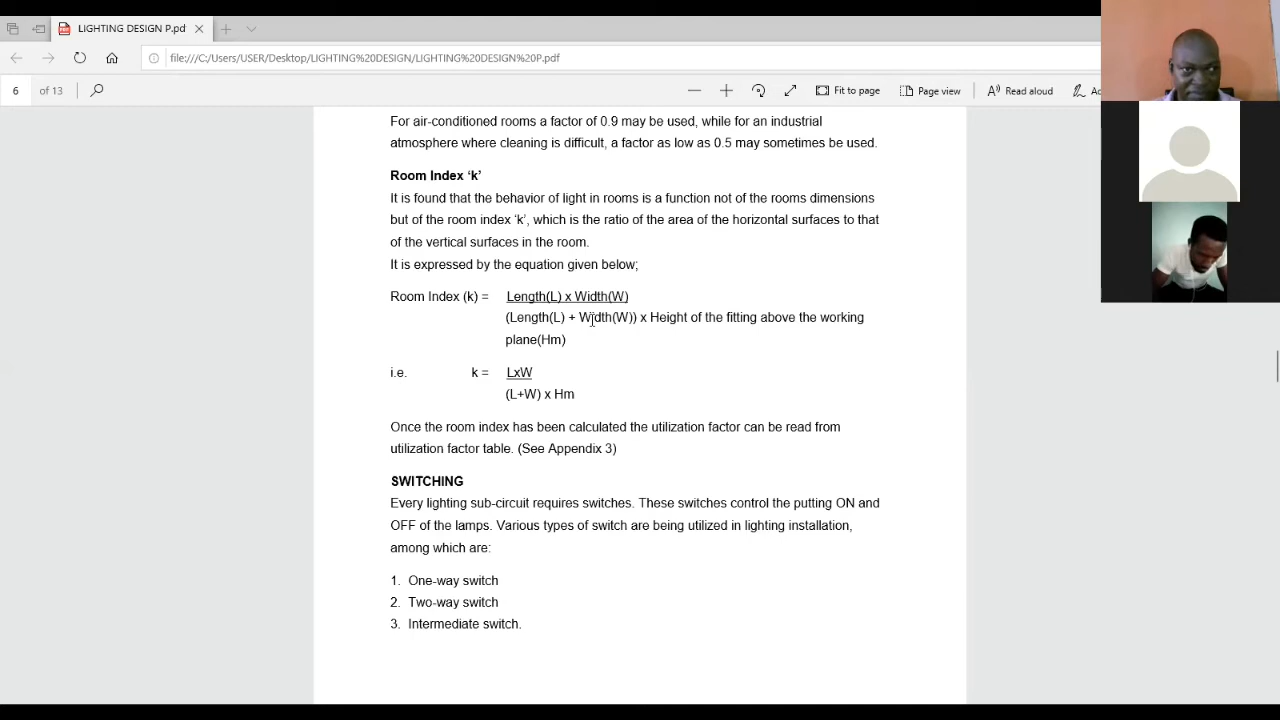 LIGHTING DESIGN P.pdf
file:///C:/Users/USER/Desktop/LIGHTING%20DESIGN/LIGHTING%20DESIGN%20P.pdf
6 of 13
Fit to page
Page view
Read aloud
For air-conditioned rooms a factor of 0.9 may be used, while for an industrial
atmosphere where cleaning is difficult, a factor as low as 0.5 may sometimes be used.
Room Index ‘k’
It is found that the behavior of light in rooms is a function not of the rooms dimensions
but of the room index ‘k’, which is the ratio of the area of the horizontal surfaces to that
of the vertical surfaces in the room.
It is expressed by the equation given below;
Room Index (k) = Length(L) x Width(W)
(Length(L) + Width(W)) x Height of the fitting above the working
plane(Hm)
i.e. k = LxW
(L+W) x Hm
Once the room index has been calculated the utilization factor can be read from
utilization factor table. (See Appendix 3)
SWITCHING
Every lighting sub-circuit requires switches. These switches control the putting ON and
OFF of the lamps. Various types of switch are being utilized in lighting installation,
among which are:
1. One-way switch
2. Two-way switch
3. Intermediate switch.